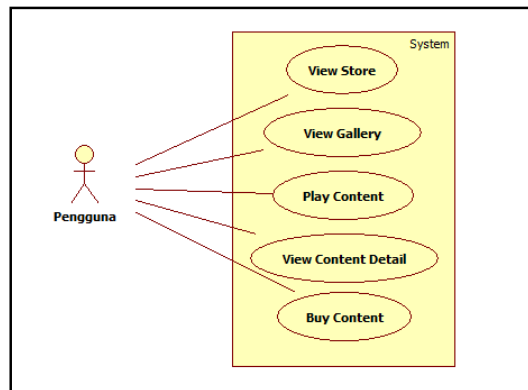 System
View Store
View Gallery
Play Content
Pengguna
View Content Detail
Buy Content